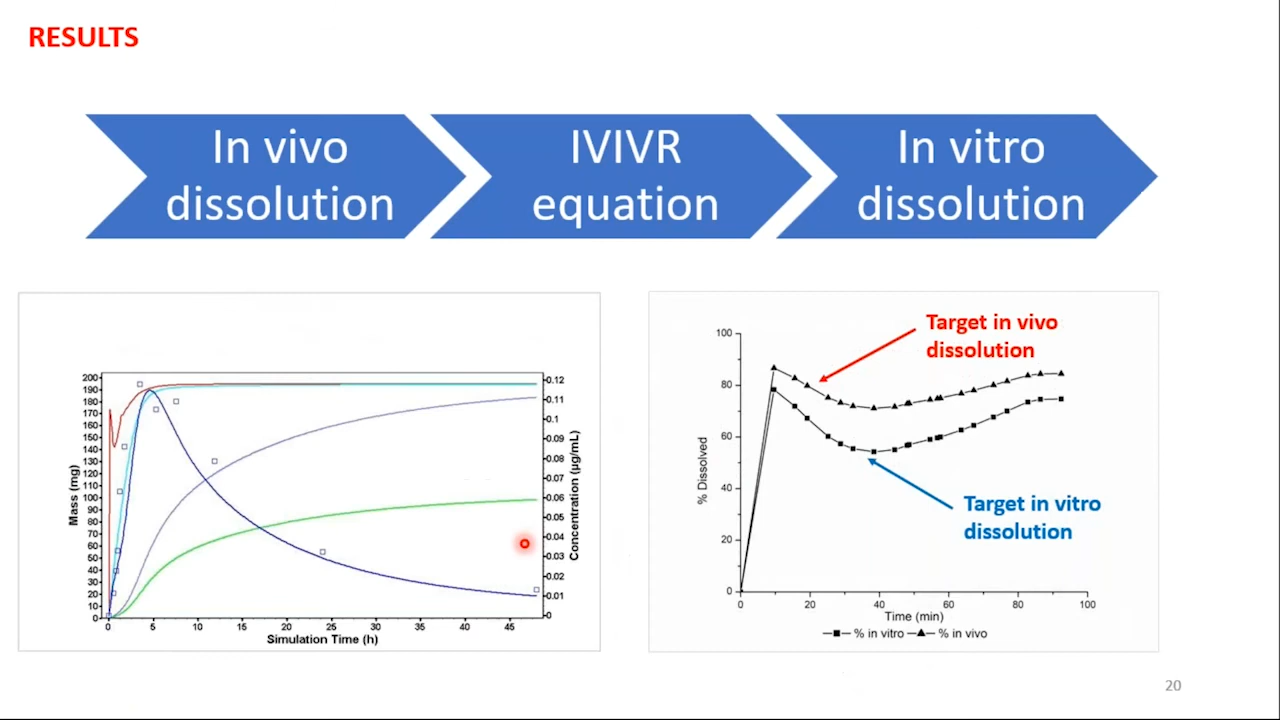 RESULTS
In vivo
dissolution
IVIVR
equation
In vitro
dissolution
200
190
180
170
160
150
140
130
120
110
100
90
80
70
60
50
40
30
20
10
0
Mass (mg)
0 5 10 15 20 25 30 35 40 45
Simulation Time (h)
0.12
0.11
0.1
0.09
0.08
0.07
0.06
0.05
0.04
0.03
0.02
0.01
0
Concentration (µg/mL)
Target in vivo
dissolution
Target in vitro
dissolution
100
80
60
40
20
0
% Dissolved
0 20 40 60 80 100
Time (min)
% in vitro % in vivo
20